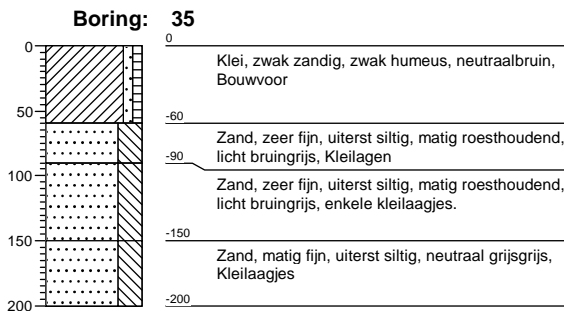 Boring: 35
0
0
Klei, zwak zandig, zwak humeus, neutraalbruin,
Bouwvoor
50
-60
Zand, zeer fijn, uiterst siltig, matig roesthoudend,
licht bruingrijs, Kleilagen
-90
100
Zand, zeer fijn, uiterst siltig, matig roesthoudend,
licht bruingrijs, enkele kleilaagjes.
150
-150
Zand, matig fijn, uiterst siltig, neutraal grijsgrijs,
Kleilaagjes
200
-200